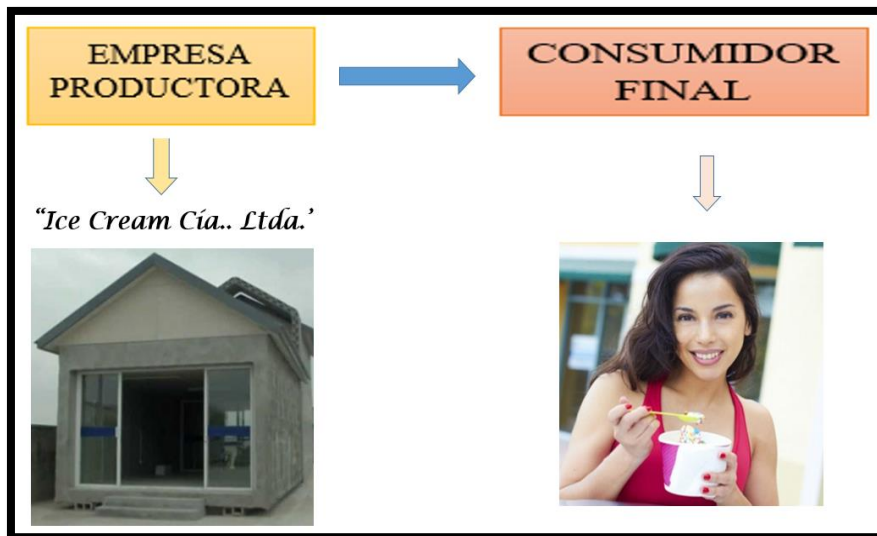 EMPRESA
PRODUCTORA
CONSUMIDOR
FINAL
“Ice Cream Cía.. Ltda.’